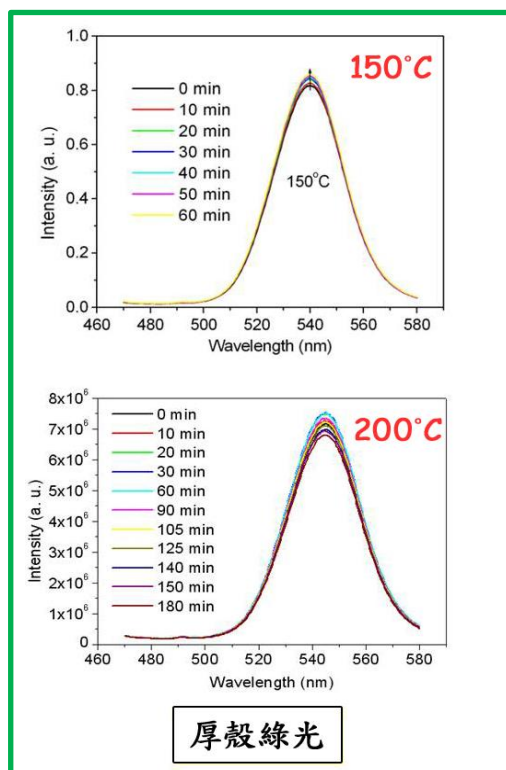 1.0
0.8
0.6
0.4
0.2
0.0
Intensity (a. u.)
0 min
10 min
20 min
30 min
40 min
50 min
60 min
150°C
150°C
460 480 500 520 540 560 580
Wavelength (nm)
8x10⁶
7x10⁶
6x10⁶
5x10⁶
4x10⁶
3x10⁶
2x10⁶
1x10⁶
0
Intensity (a. u.)
0 min
10 min
20 min
30 min
60 min
90 min
105 min
125 min
140 min
150 min
180 min
200°C
460 480 500 520 540 560 580
Wavelength (nm)
厚殼綠光